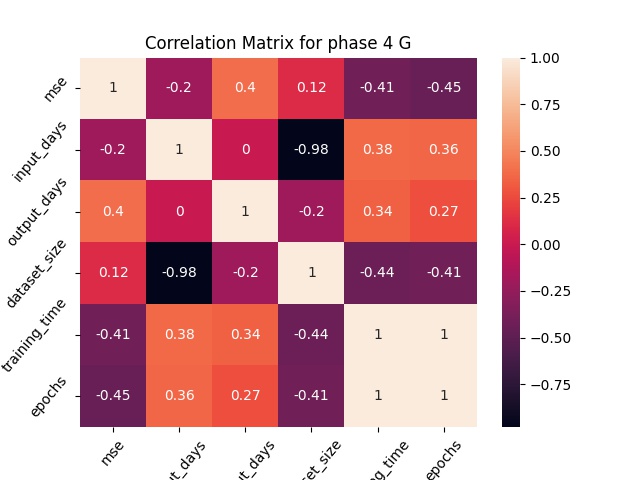 Correlation Matrix for phase 4 G
mse 1 -0.2 0.4 0.12 -0.41 -0.45
input_days -0.2 1 0 -0.98 0.38 0.36
output_days 0.4 0 1 -0.2 0.34 0.27
dataset_size 0.12 -0.98 -0.2 1 -0.44 -0.41
training_time -0.41 0.38 0.34 -0.44 1 1
epochs -0.45 0.36 0.27 -0.41 1 1
mse ut_days ut_days set_size ng_time epochs
1.00
0.75
0.50
0.25
0.00
−0.25
−0.50
−0.75